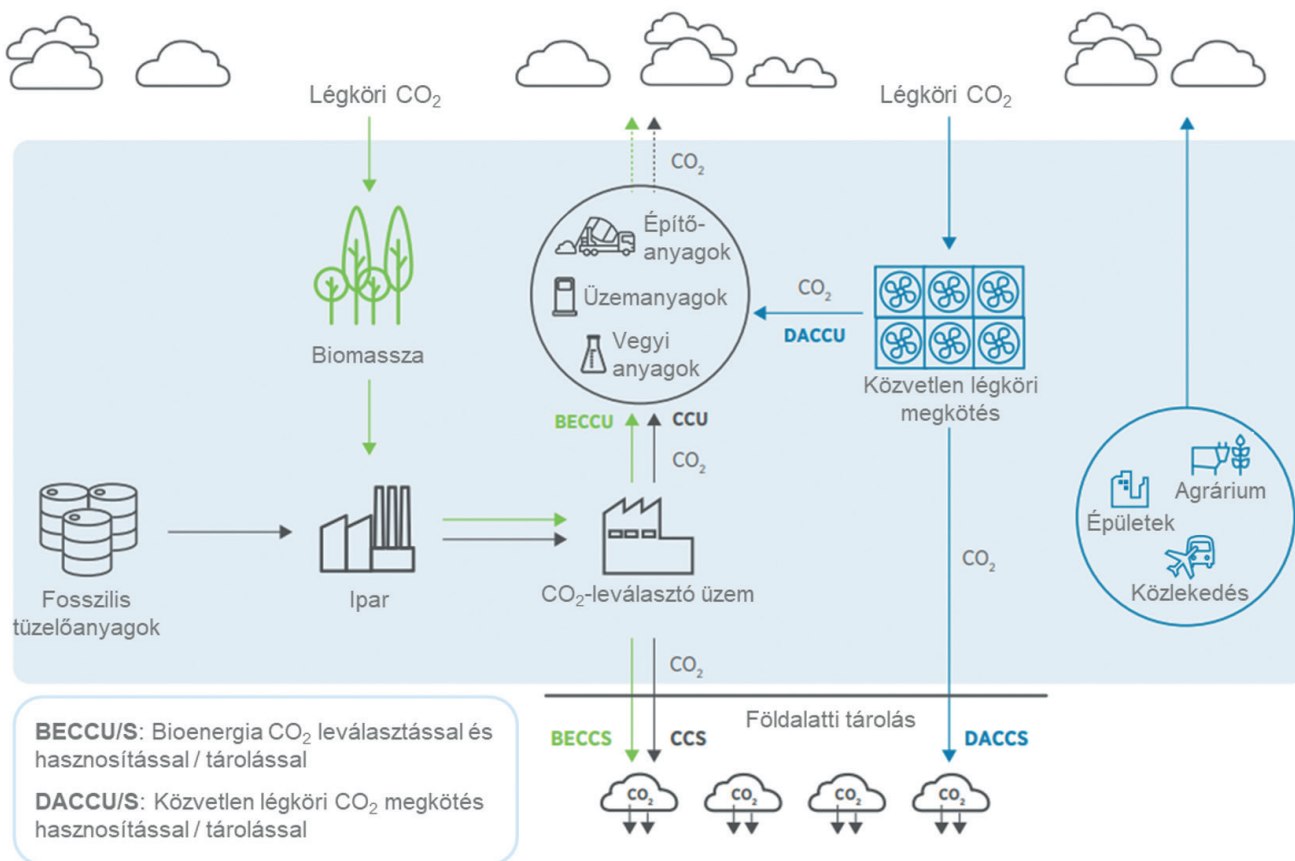 Légköri CO₂
Légköri CO₂
CO₂
Építő-
anyagok
Üzemanyagok
Vegyi
anyagok
CO₂
DACCU
Biomassza
Közvetlen légköri
megkötés
BECCU
CCU
CO₂
Agrárium
Épületek
Közlekedés
Fosszilis
tüzelőanyagok
Ipar
CO₂-leválasztó üzem
CO₂
CO₂
Földalatti tárolás
BECCS
CCS
DACCS
CO₂
CO₂
CO₂
CO₂
BECCU/S: Bioenergia CO₂ leválasztással és
hasznosítással / tárolással
DACCU/S: Közvetlen légköri CO₂ megkötés
hasznosítással / tárolással